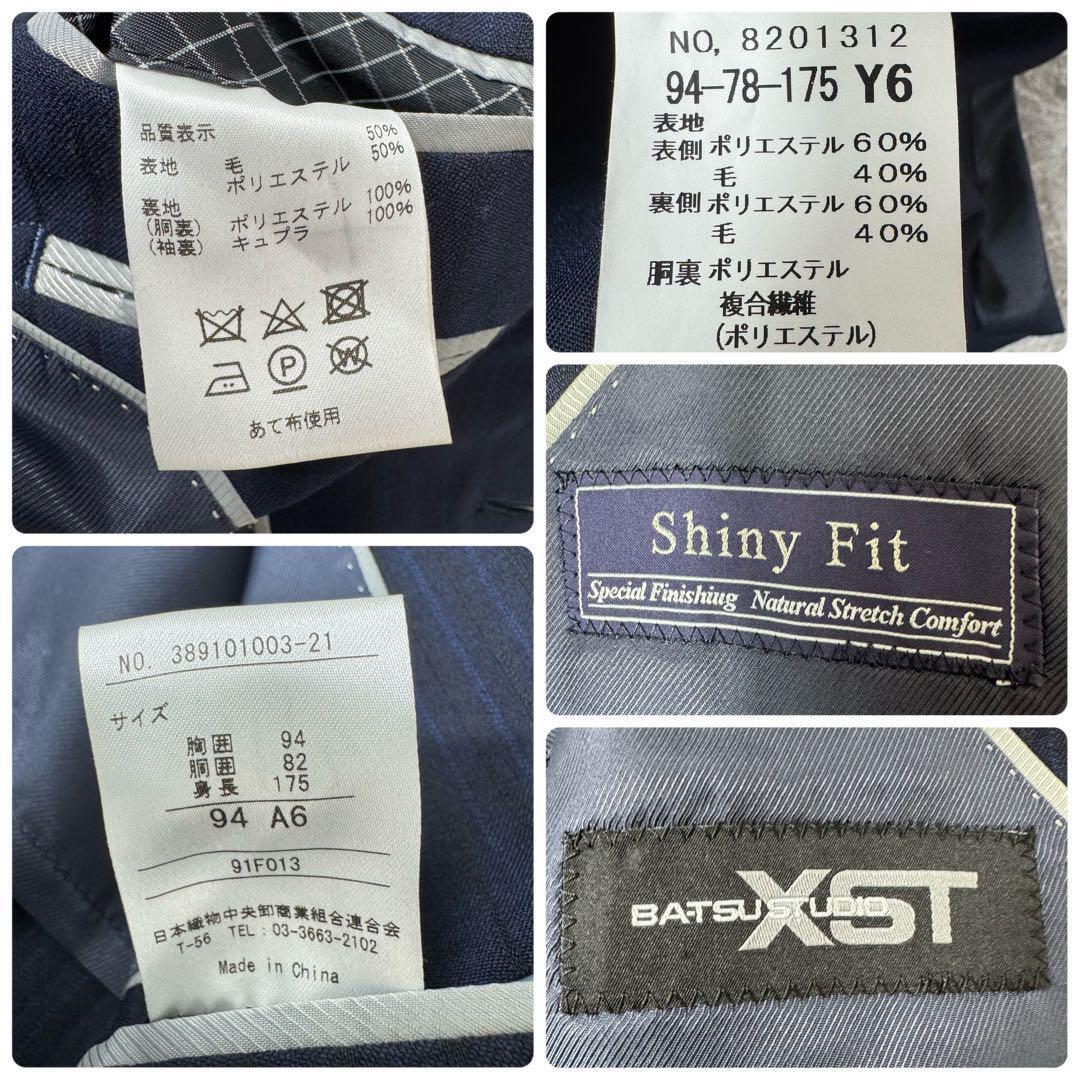 品質表示
表地 毛 50%
ポリエステル 50%
裏地
(胴裏) ポリエステル 100%
(袖裏) キュプラ 100%
P
W
あて布使用
NO, 8201312
94-78-175 Y6
表地
表側 ポリエステル 60%
毛 40%
裏側 ポリエステル 60%
毛 40%
胴裏 ポリエステル
複合繊維
(ポリエステル)
Shiny Fit
Special Finishiug Natural Stretch Comfort
NO. 389101003-21
サイズ
胸囲 94
胴囲 82
身長 175
94 A6
91F013
日本織物中央卸商業組合連合会
T-56 TEL：03-3663-2102
Made in China
BA-TSU STUDIO XST